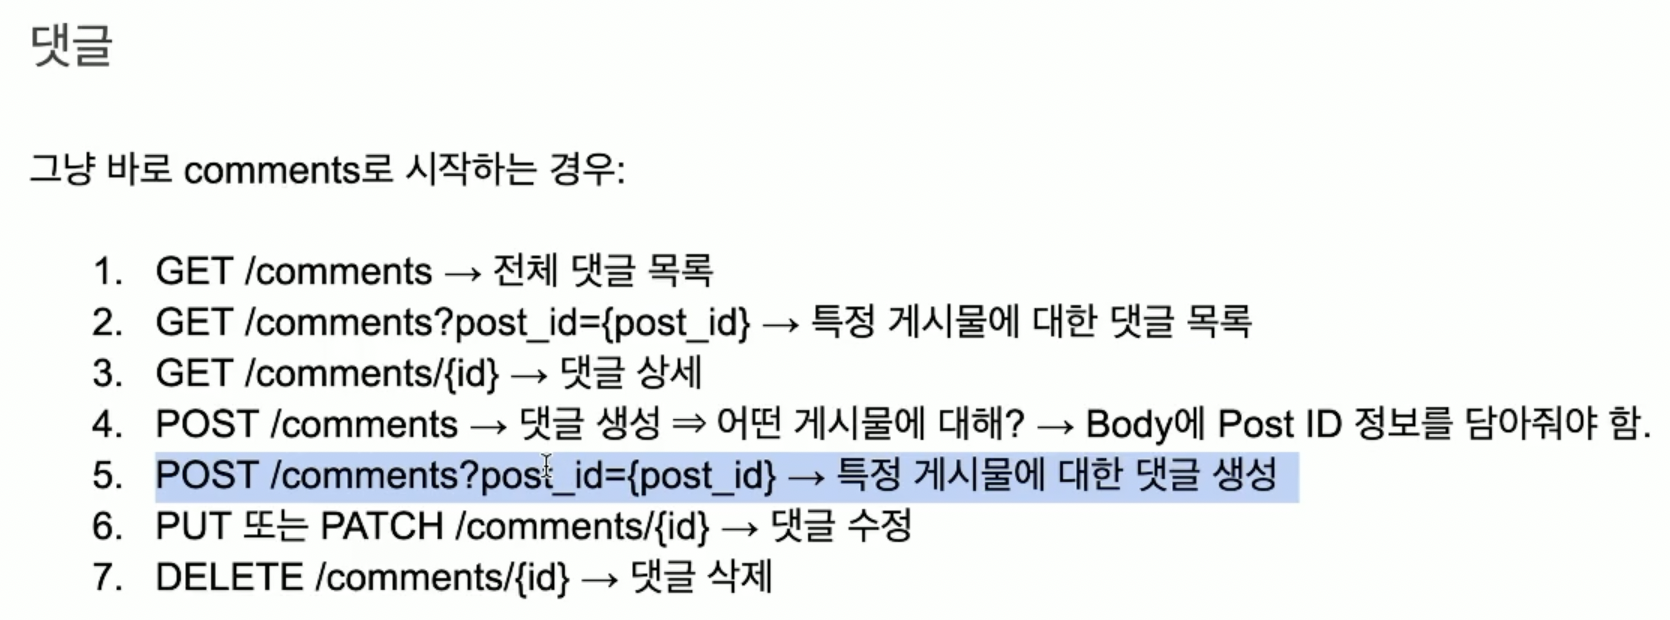 댓글
그냥 바로 comments로 시작하는 경우:
1. GET /comments → 전체 댓글 목록
2. GET /comments?post_id={post_id} → 특정 게시물에 대한 댓글 목록
3. GET /comments/{id} → 댓글 상세
4. POST /comments → 댓글 생성 ⇒ 어떤 게시물에 대해? → Body에 Post ID 정보를 담아줘야 함.
5. POST /comments?post_id={post_id} → 특정 게시물에 대한 댓글 생성
6. PUT 또는 PATCH /comments/{id} → 댓글 수정
7. DELETE /comments/{id} → 댓글 삭제